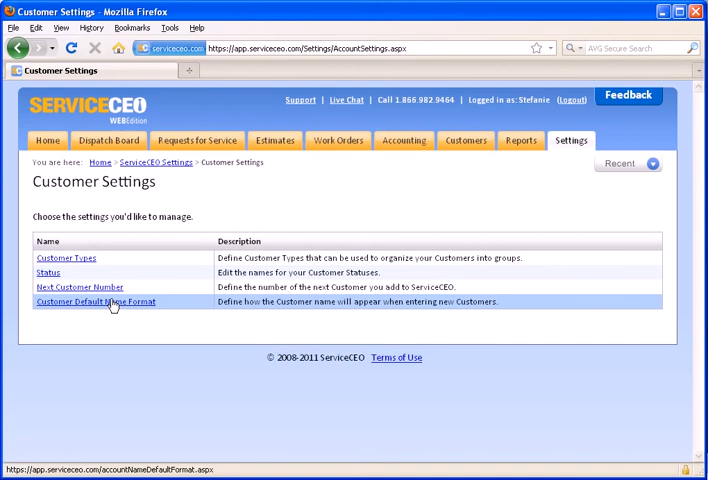 Customer Settings - Mozilla Firefox
File Edit View History Bookmarks Tools Help
serviceceo.com https://app.serviceceo.com/Settings/AccountSettings.aspx AVG Secure Search
Customer Settings
SERVICECEO
WEBEdition
Support | Live Chat | Call 1.866.982.9464 | Logged in as: Stefanie (Logout)
Feedback
Home Dispatch Board Requests for Service Estimates Work Orders Accounting Customers Reports Settings
You are here: Home > ServiceCEO Settings > Customer Settings
Recent
Customer Settings
Choose the settings you'd like to manage.
Name Description
Customer Types Define Customer Types that can be used to organize your Customers into groups.
Status Edit the names for your Customer Statuses.
Next Customer Number Define the number of the next Customer you add to ServiceCEO.
Customer Default Name Format Define how the Customer name will appear when entering new Customers.
© 2008-2011 ServiceCEO Terms of Use
https://app.serviceceo.com/accountNameDefaultFormat.aspx